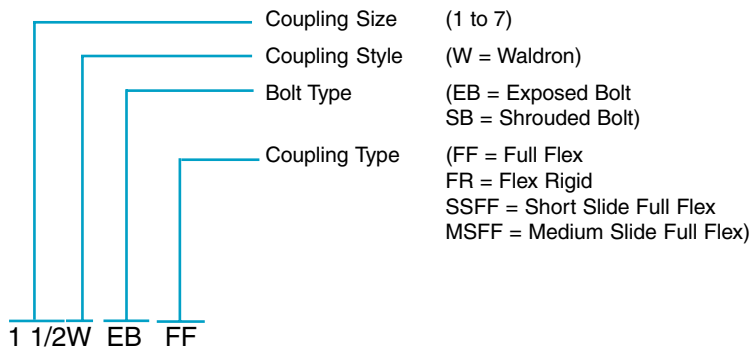 Coupling Size (1 to 7)
Coupling Style (W = Waldron)
Bolt Type (EB = Exposed Bolt
SB = Shrouded Bolt)
Coupling Type (FF = Full Flex
FR = Flex Rigid
SSFF = Short Slide Full Flex
MSFF = Medium Slide Full Flex)
1 1/2W EB FF